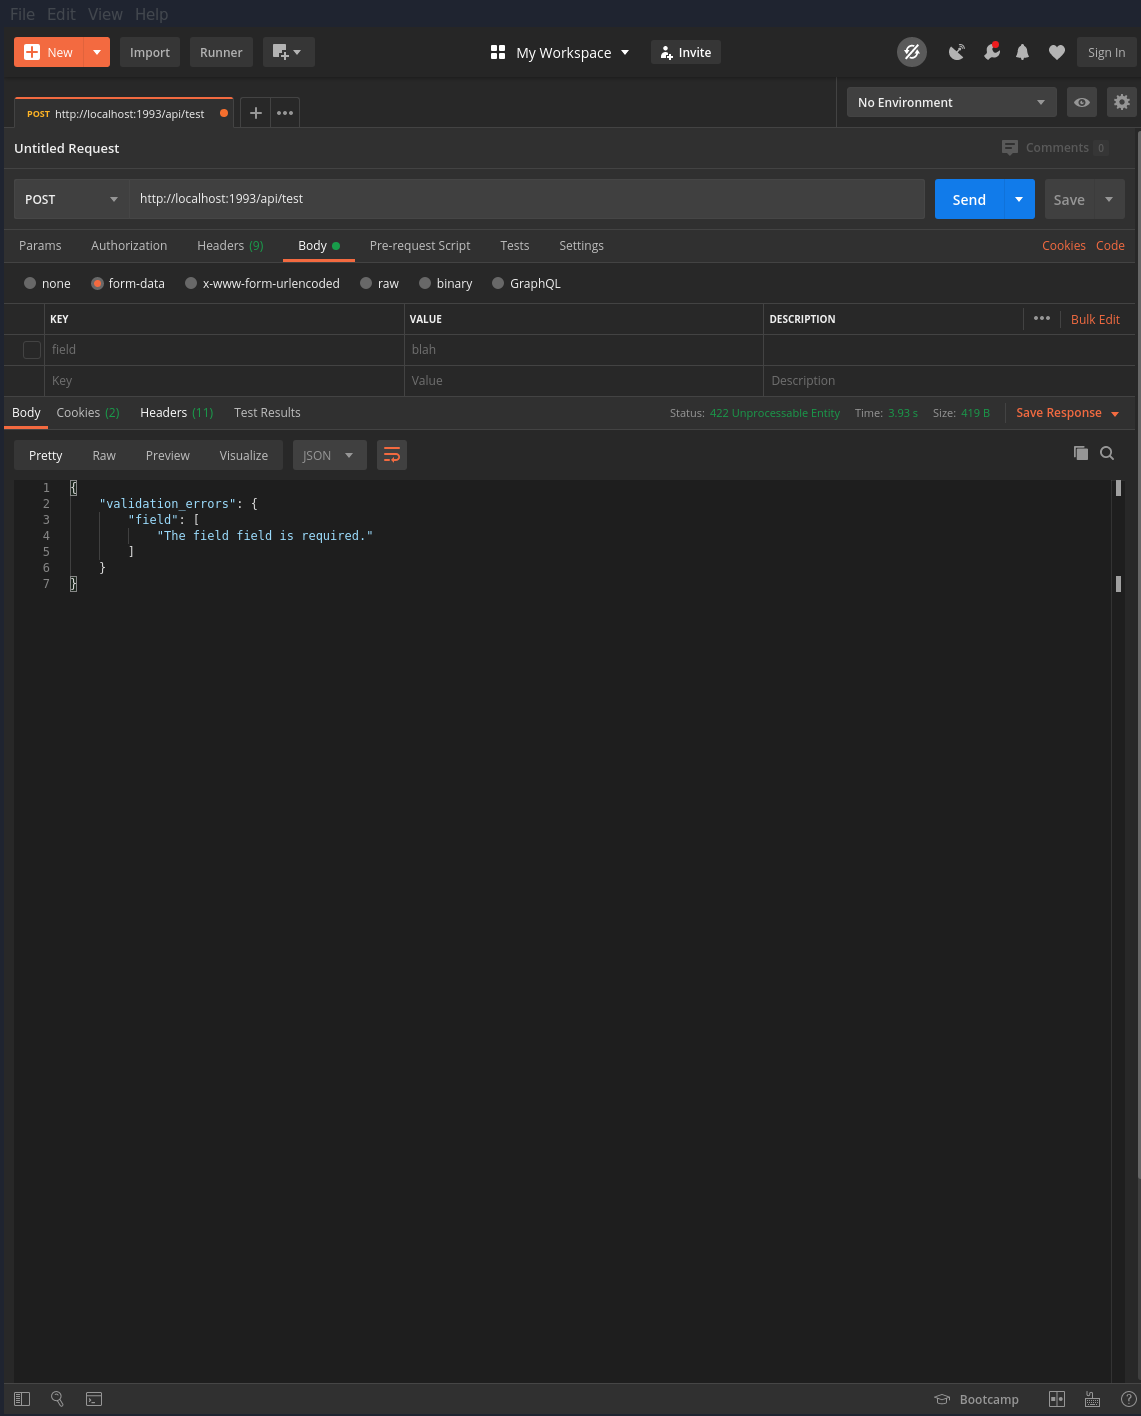 File Edit View Help
New Import Runner My Workspace Invite Sign In
POST http://localhost:1993/api/test No Environment
Untitled Request Comments 0
POST http://localhost:1993/api/test Send Save
Params Authorization Headers (9) Body Pre-request Script Tests Settings Cookies Code
none form-data x-www-form-urlencoded raw binary GraphQL
KEY VALUE DESCRIPTION Bulk Edit
field blah
Key Value Description
Body Cookies (2) Headers (11) Test Results Status: 422 Unprocessable Entity Time: 3.93 s Size: 419 B Save Response
Pretty Raw Preview Visualize JSON
1 {
2 "validation_errors": {
3 "field": [
4 "The field field is required."
5 ]
6 }
7 }
Bootcamp